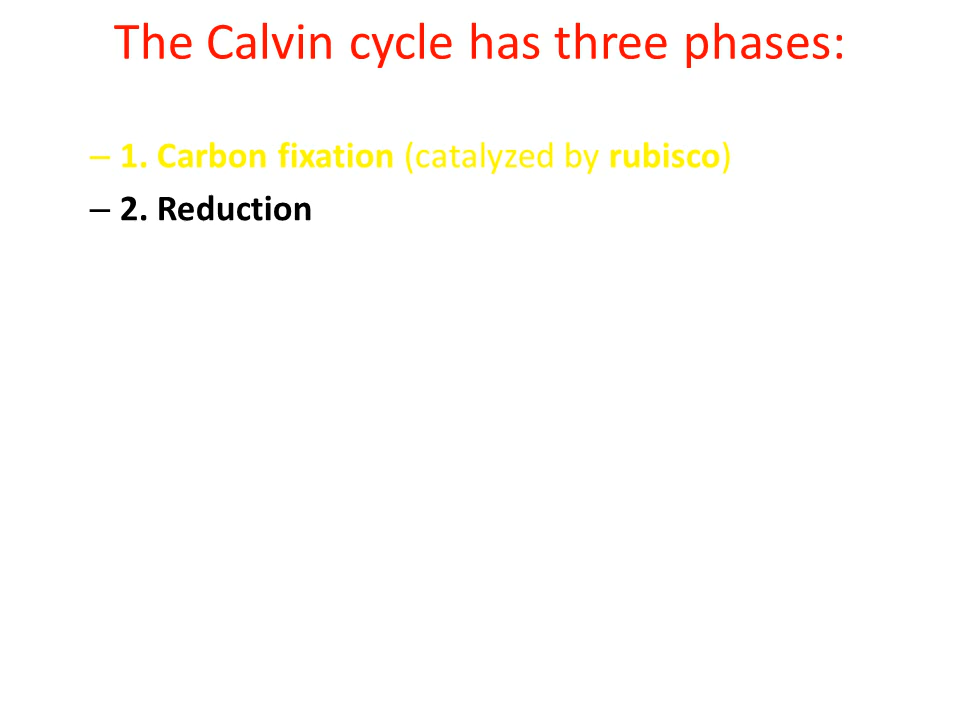 The Calvin cycle has three phases:
– 1. Carbon fixation (catalyzed by rubisco)
– 2. Reduction